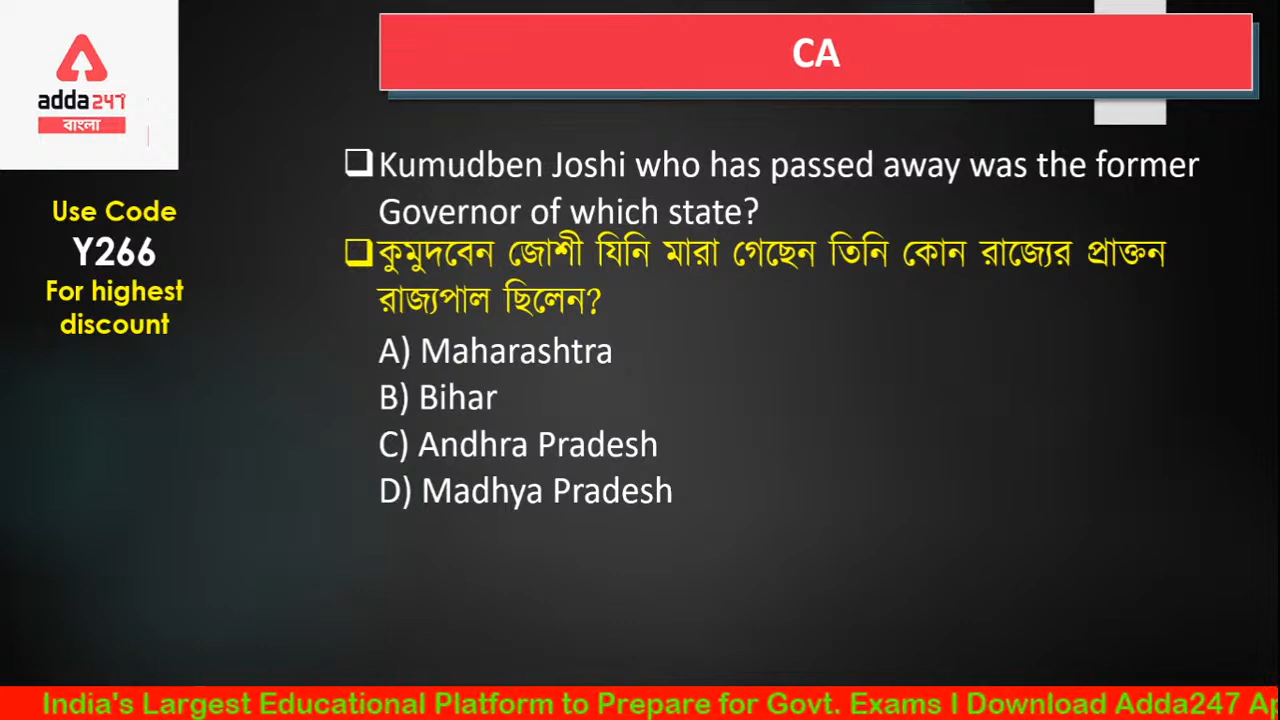 CA
adda247
বাংলা
Use Code
Y266
For highest
discount
Kumudben Joshi who has passed away was the former
Governor of which state?
কুমুদবেন জোশী যিনি মারা গেছেন তিনি কোন রাজ্যের প্রাক্তন
রাজ্যপাল ছিলেন?
A) Maharashtra
B) Bihar
C) Andhra Pradesh
D) Madhya Pradesh
India's Largest Educational Platform to Prepare for Govt. Exams I Download Adda247 Ap